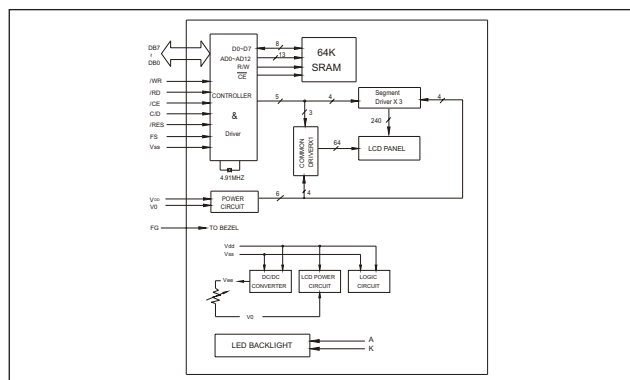 DB7
~
DB0
/WR
/RD
/CE
C/D
/RES
FS
Vss
D0~D7
AD0~AD12
R/W
CE
CONTROLLER
&
Driver
4.91MHZ
8
13
64K
SRAM
5
4
3
Segment
Driver X 3
4
240
COMMON
DRIVERX1
64
LCD PANEL
VDD
V0
POWER
CIRCUIT
6
4
FG
TO BEZEL
Vdd
Vss
Vee
DC/DC
CONVERTER
LCD POWER
CIRCUIT
LOGIC
CIRCUIT
V0
LED BACKLIGHT
A
K